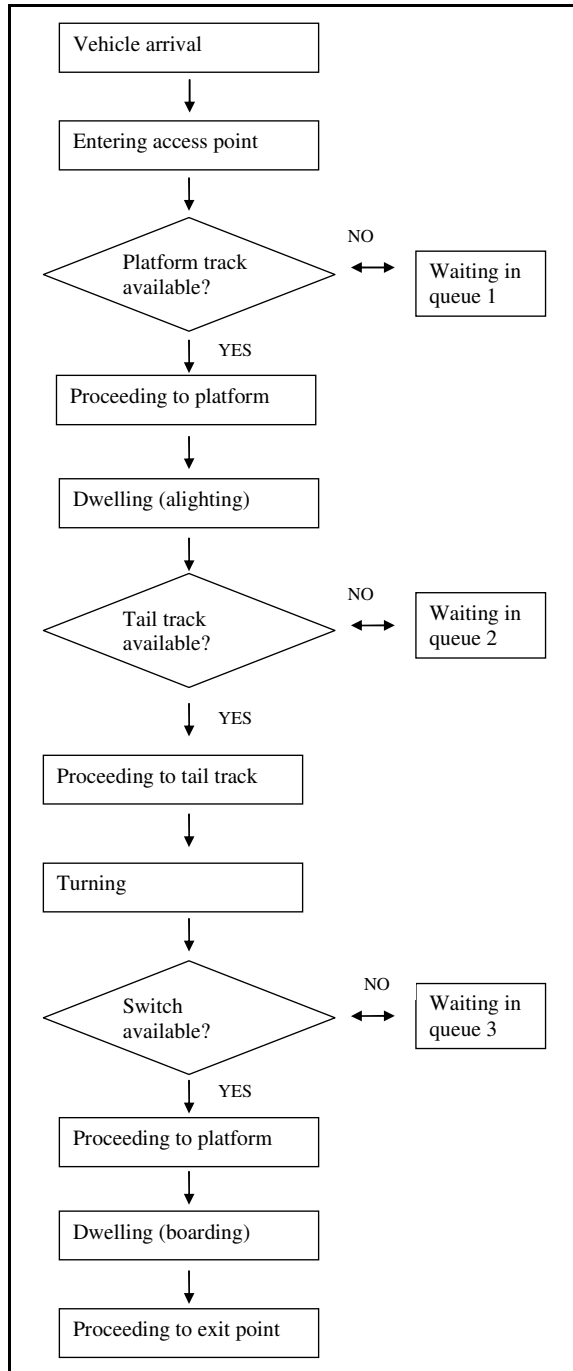 Vehicle arrival
Entering access point
Platform track
available?
NO
Waiting in
queue 1
YES
Proceeding to platform
Dwelling (alighting)
Tail track
available?
NO
Waiting in
queue 2
YES
Proceeding to tail track
Turning
Switch
available?
NO
Waiting in
queue 3
YES
Proceeding to platform
Dwelling (boarding)
Proceeding to exit point